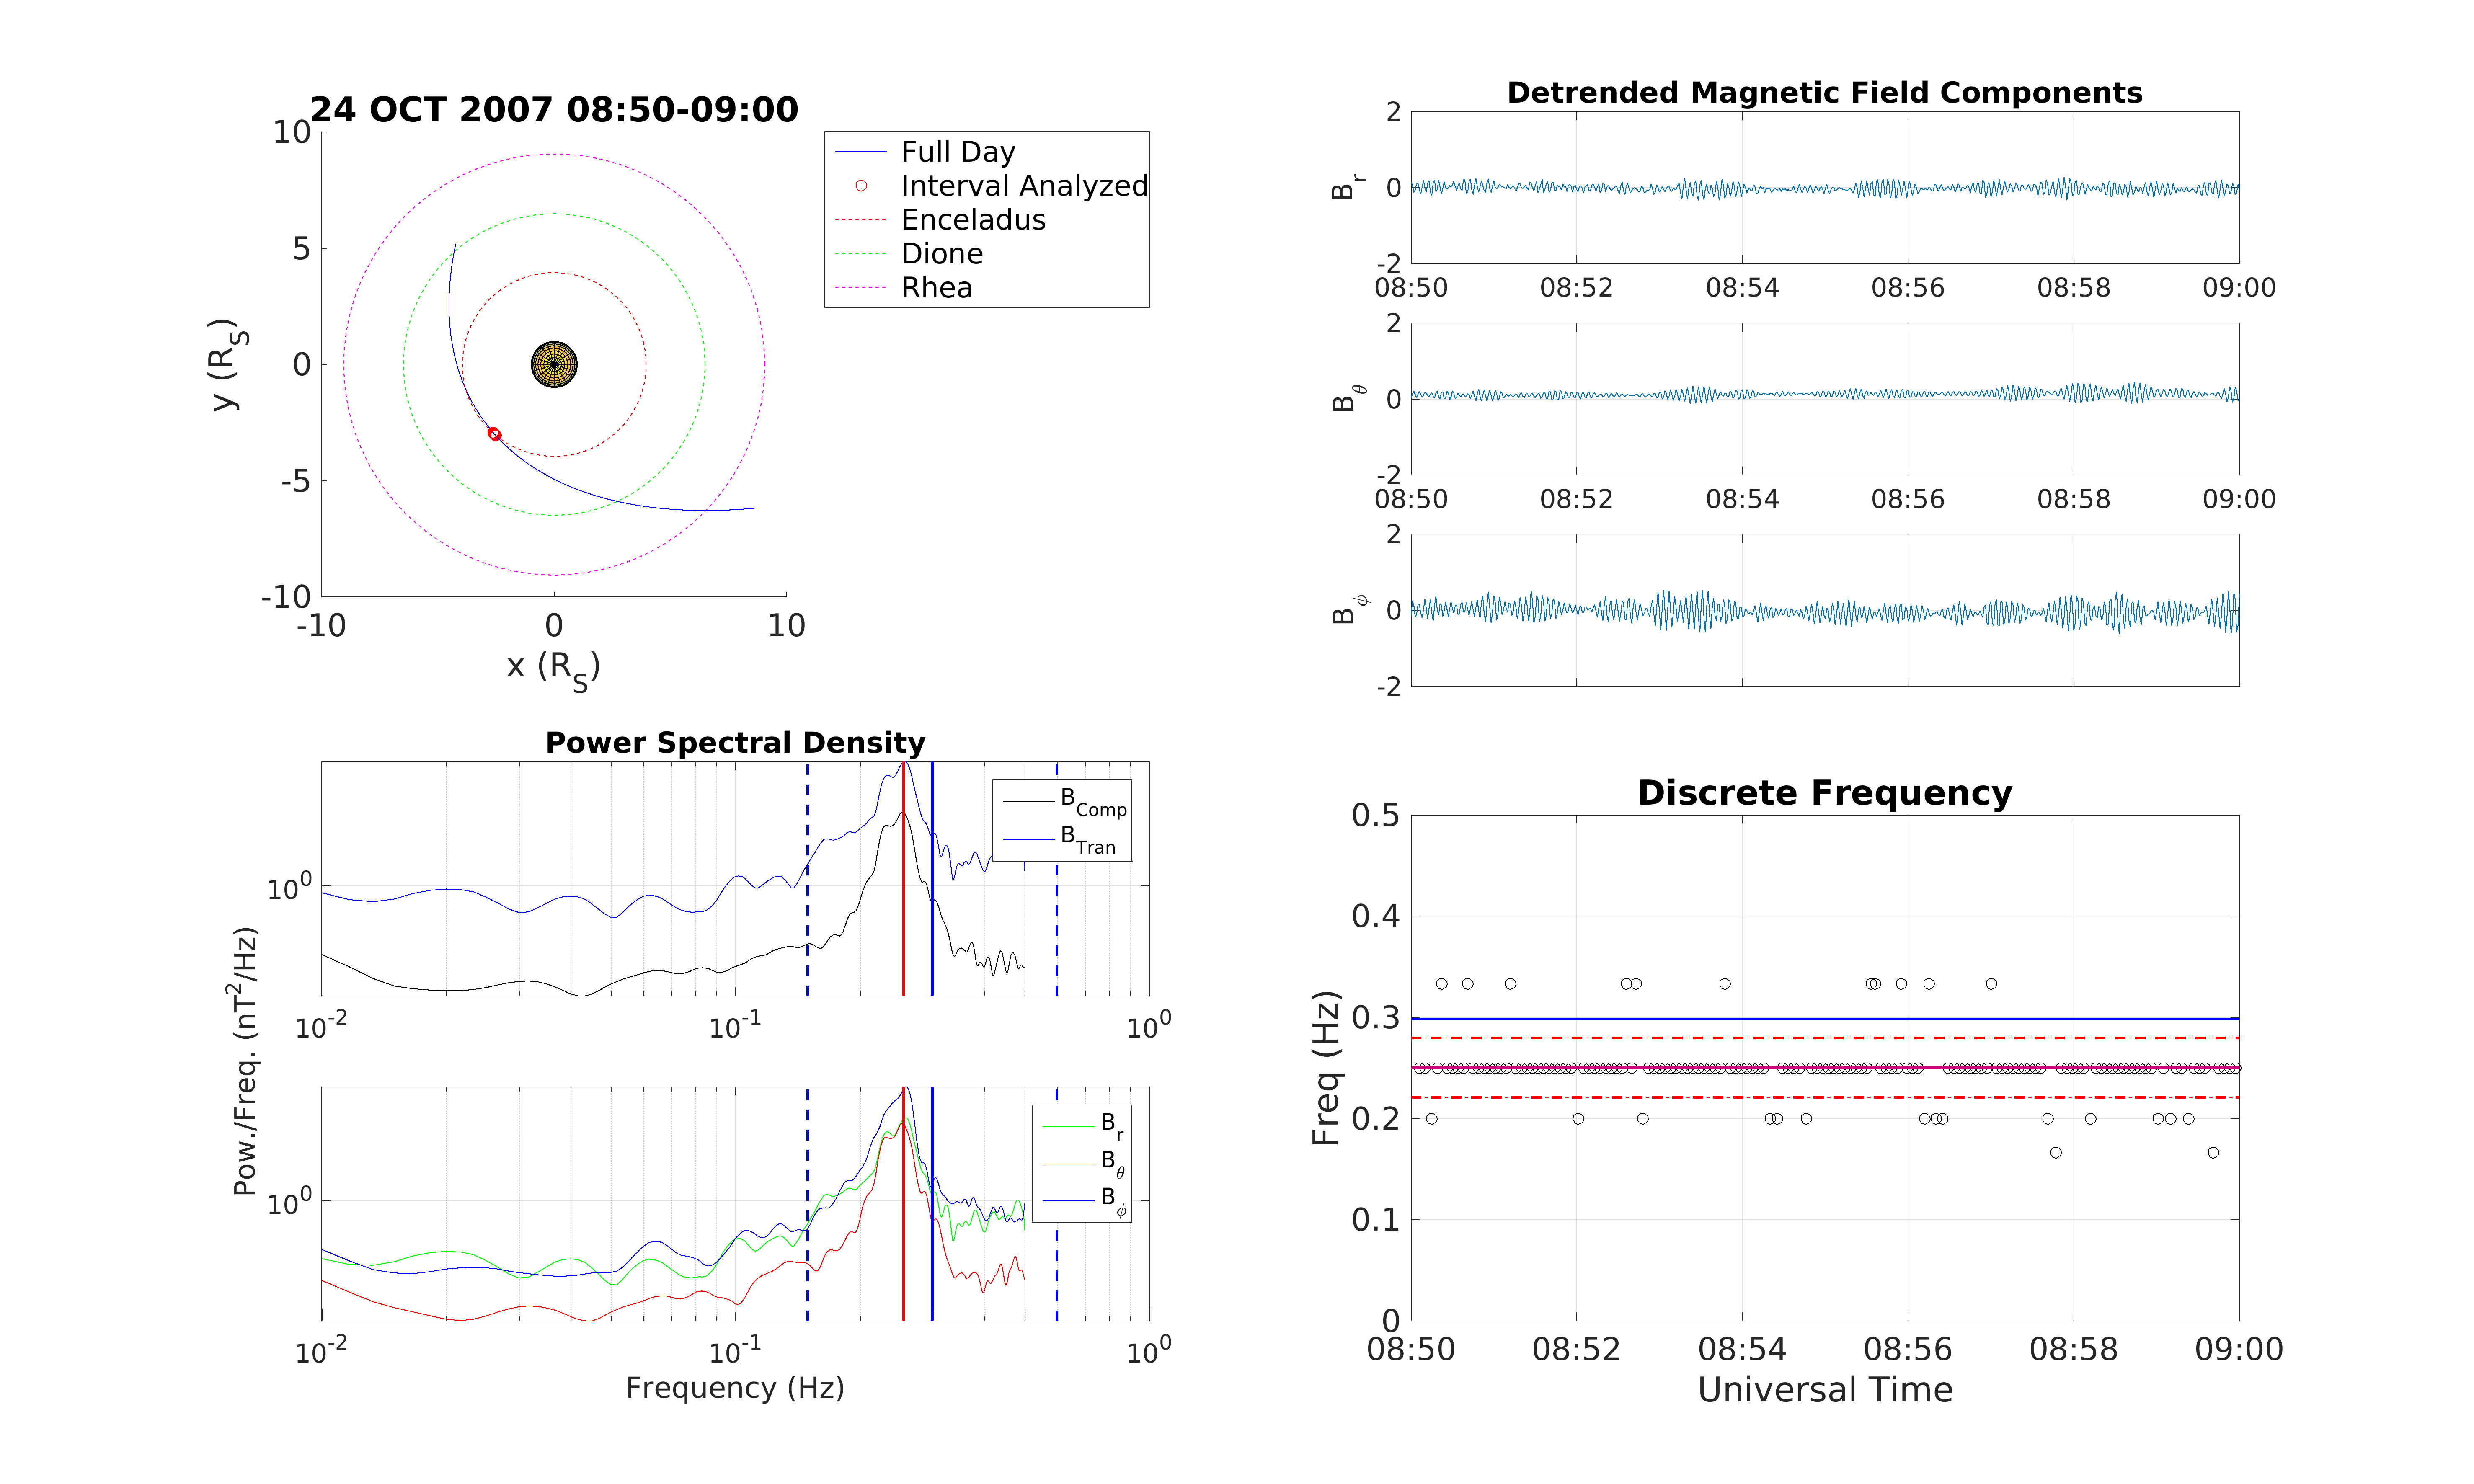 24 OCT 2007 08:50-09:00
10
5
0
-5
-10
-10
0
10
y (R_S)
x (R_S)
Full Day
Interval Analyzed
Enceladus
Dione
Rhea
Detrended Magnetic Field Components
B_r
2
0
-2
08:50
08:52
08:54
08:56
08:58
09:00
B_θ
2
0
-2
08:50
08:52
08:54
08:56
08:58
09:00
B_ϕ
2
0
-2
Power Spectral Density
Pow./Freq. (nT^2/Hz)
10^0
B_Comp
B_Tran
10^-2
10^-1
10^0
10^0
B_r
B_θ
B_ϕ
10^-2
10^-1
10^0
Frequency (Hz)
Discrete Frequency
Freq (Hz)
0.5
0.4
0.3
0.2
0.1
0
08:50
08:52
08:54
08:56
08:58
09:00
Universal Time